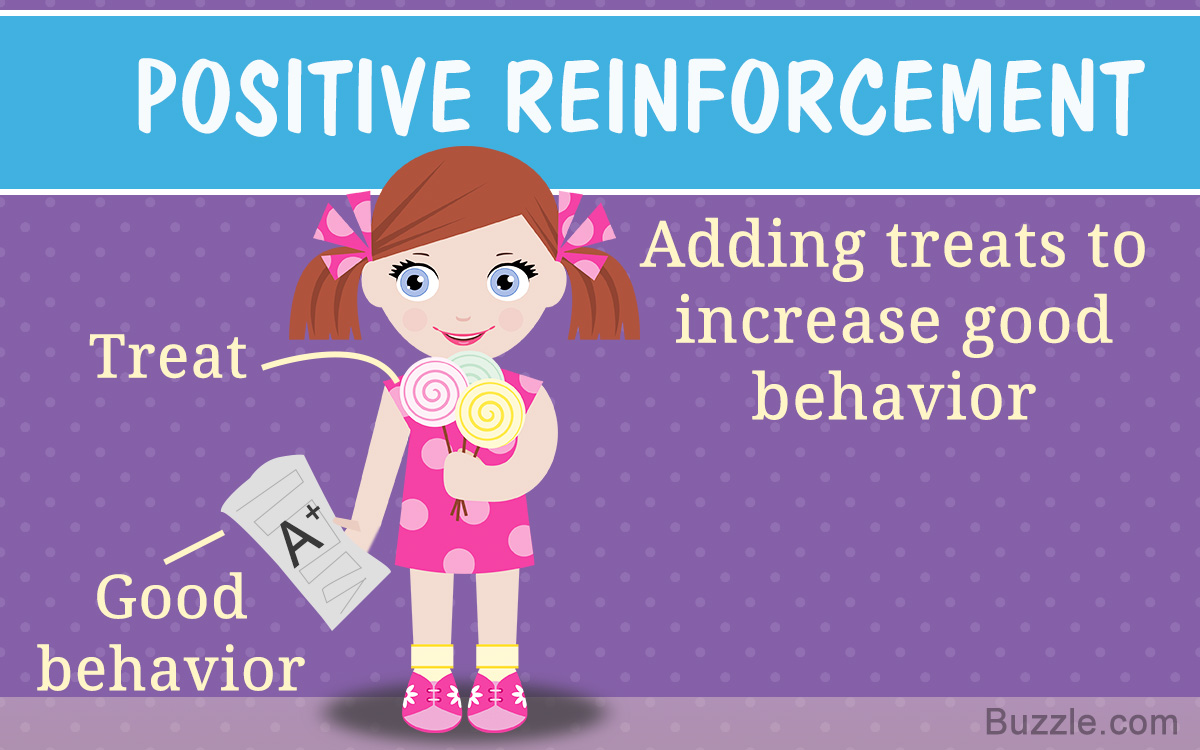 POSITIVE REINFORCEMENT
Adding treats to
increase good
behavior
Treat
A+
Good
behavior
Buzzle.com